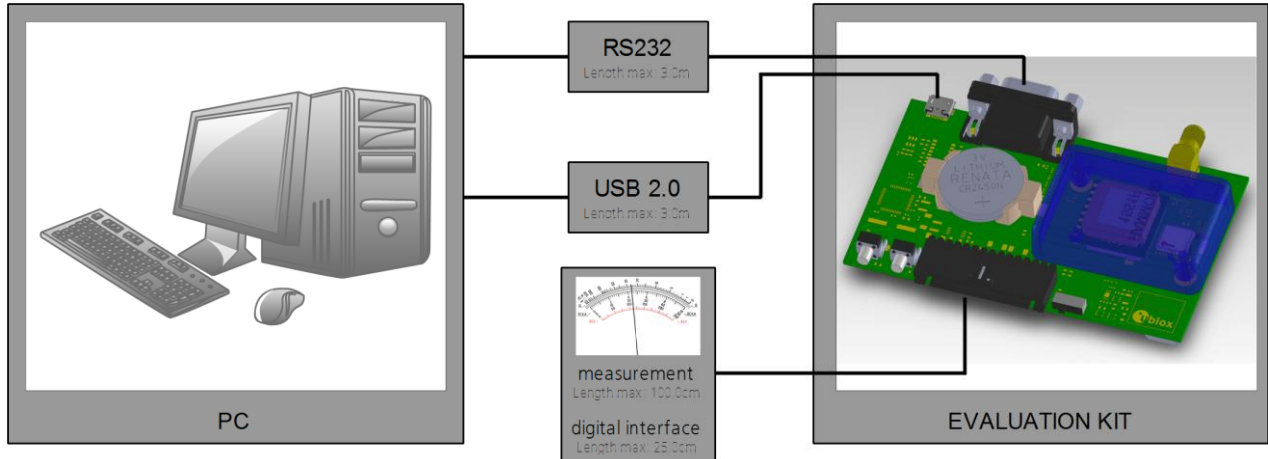 RS232
Length max: 3.0m
USB 2.0
Length max: 3.0m
measurement
Length max: 100.0cm
digital interface
Length max: 25.0cm
PC
3V
LITHIUM
RENATA
CR2450N
+
blox
EVALUATION KIT